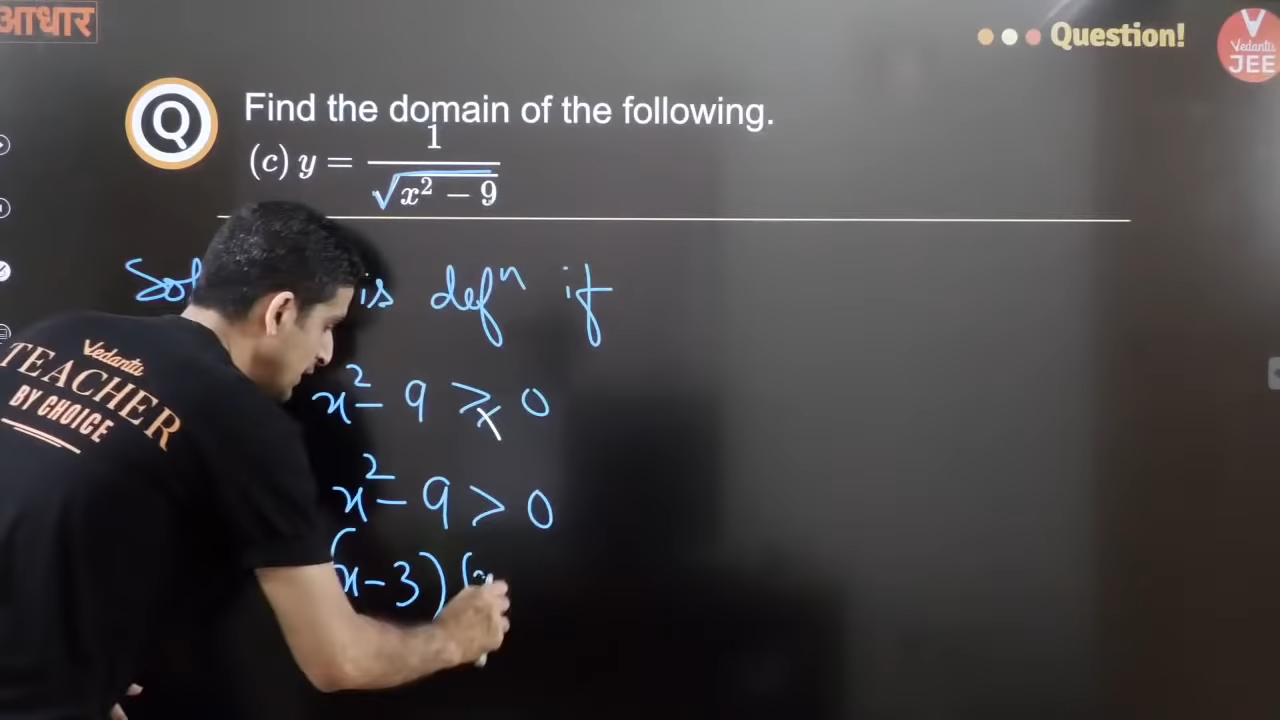 आधार
Question!
Vedantu
JEE
Q
Find the domain of the following.
(c) y = 1/√(x² − 9)
is defⁿ if
x² − 9 ≥ 0
x² − 9 > 0
(x − 3) (
Vedantu
TEACHER
BY CHOICE